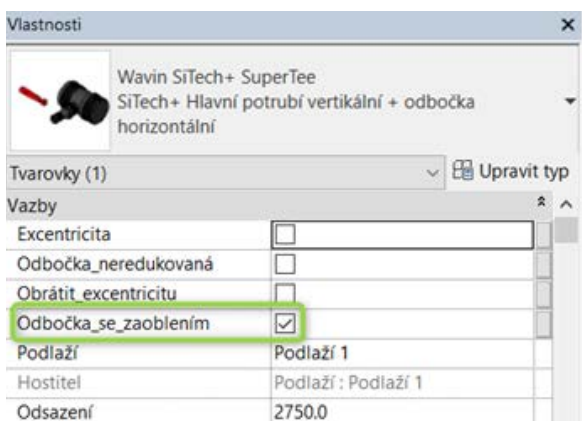 Vlastnosti
Wavin SiTech+ SuperTee
SiTech+ Hlavní potrubí vertikální + odbočka
horizontální
Tvarovky (1)
Upravit typ
Vazby
Excentricita
Odbočka_neredukovaná
Obrátit_excentricitu
Odbočka_se_zaoblením
Podlaží Podlaží 1
Hostitel Podlaží : Podlaží 1
Odsazení 2750.0